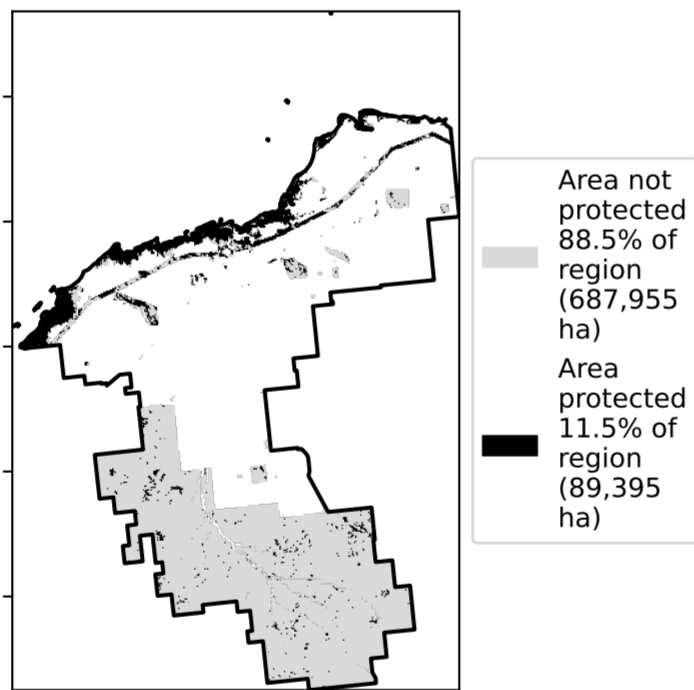 Area not
protected
88.5% of
region
(687,955
ha)
Area
protected
11.5% of
region
(89,395
ha)